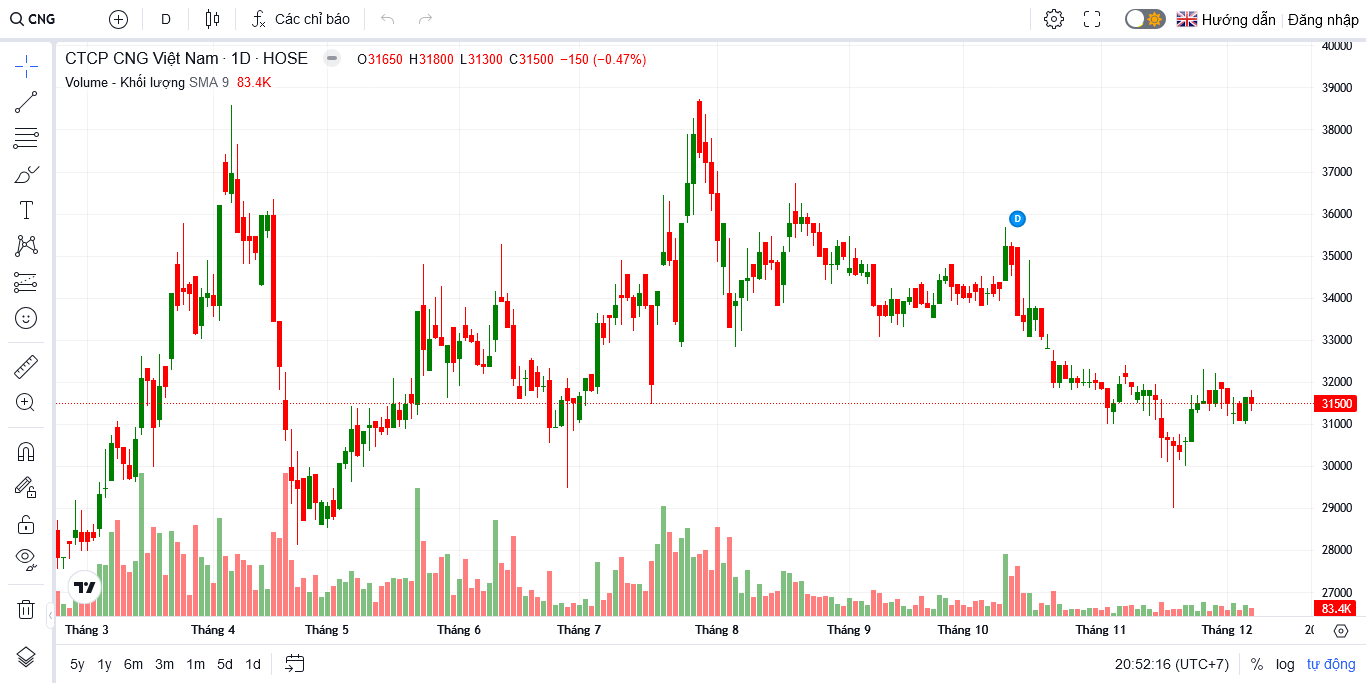 CNG D Các chỉ báo Hướng dẫn Đăng nhập
CTCP CNG Việt Nam · 1D · HOSE O31650 H31800 L31300 C31500 −150 (−0.47%)
Volume - Khối lượng SMA 9 83.4K
40000
39000
38000
37000
36000
D
35000
34000
33000
32000
31500
31000
30000
29000
28000
27000
83.4K
Tháng 3 Tháng 4 Tháng 5 Tháng 6 Tháng 7 Tháng 8 Tháng 9 Tháng 10 Tháng 11 Tháng 12
5y 1y 6m 3m 1m 5d 1d 20:52:16 (UTC+7) % log tự động